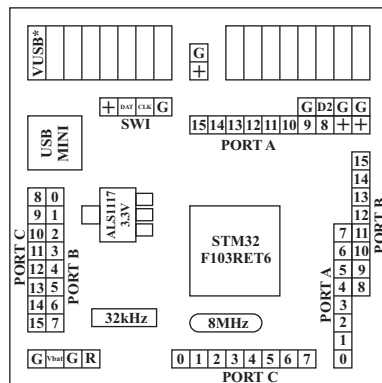 VUSB*
G
+
+ DAT CLK G
SWI
G D2 G G
15 14 13 12 11 10 9 8 + +
PORT A
USB
MINI
ALS1117
3.3V
STM32
F103RET6
PORT C
8 0
9 1
10 2
11 3
12 4
13 5
14 6
15 7
PORT B
15
14
13
12
7 11
6 10
5 9
4 8
3
2
1
0
PORT A
PORT B
32kHz
8MHz
G Vbat G R
0 1 2 3 4 5 6 7
PORT C